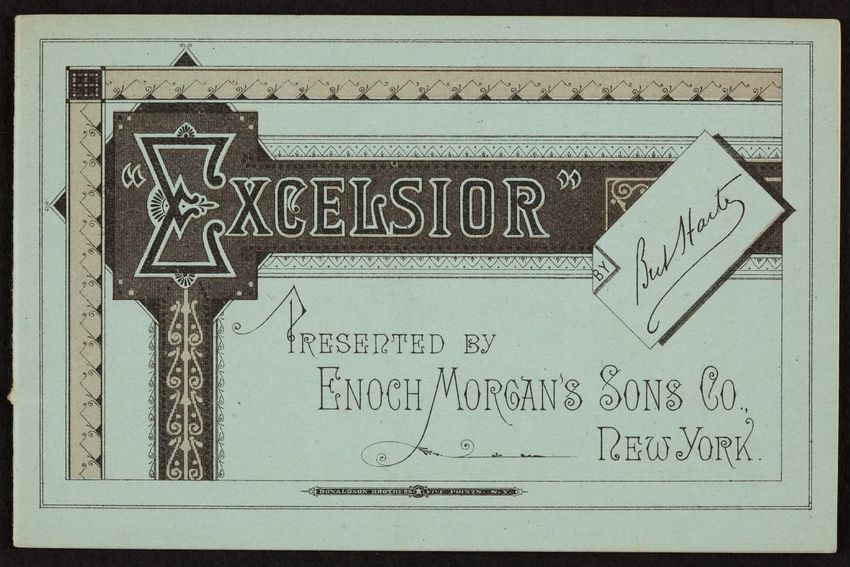 "EXCELSIOR"
BY
Bret Harte
PRESENTED BY
ENOCH MORGAN'S SONS CO.,
NEW YORK.
DONALDSON BROTHERS FIVE POINTS. N.Y.